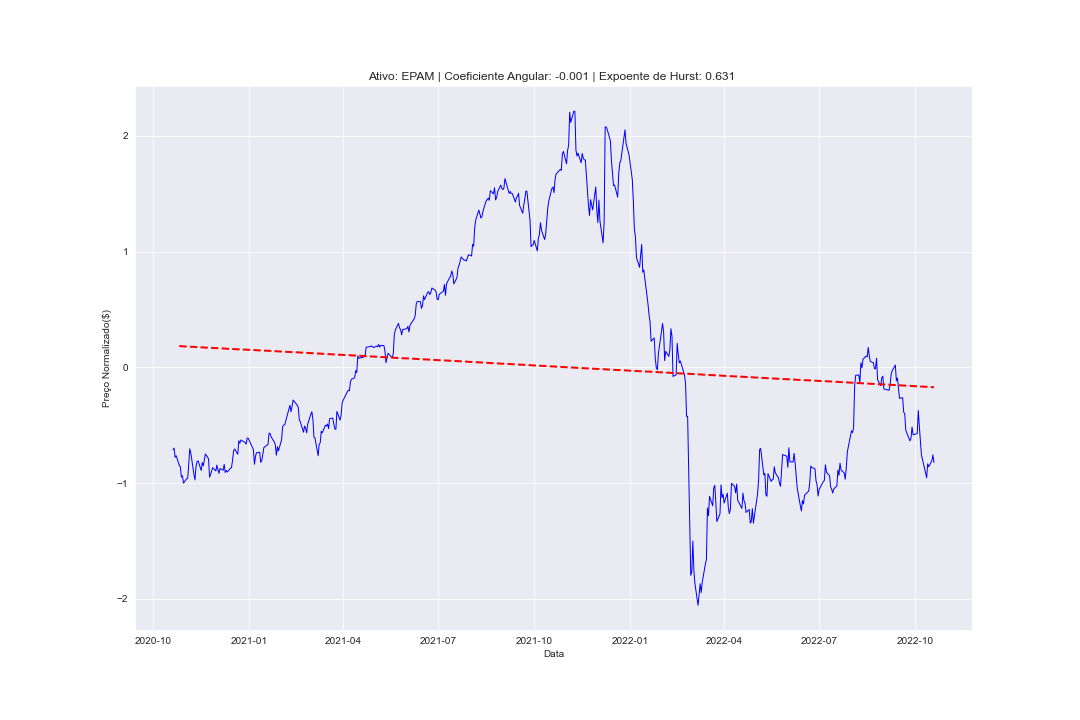 Ativo: EPAM | Coeficiente Angular: -0.001 | Expoente de Hurst: 0.631
2
1
0
−1
−2
Preço Normalizado($)
2020-10 2021-01 2021-04 2021-07 2021-10 2022-01 2022-04 2022-07 2022-10
Data